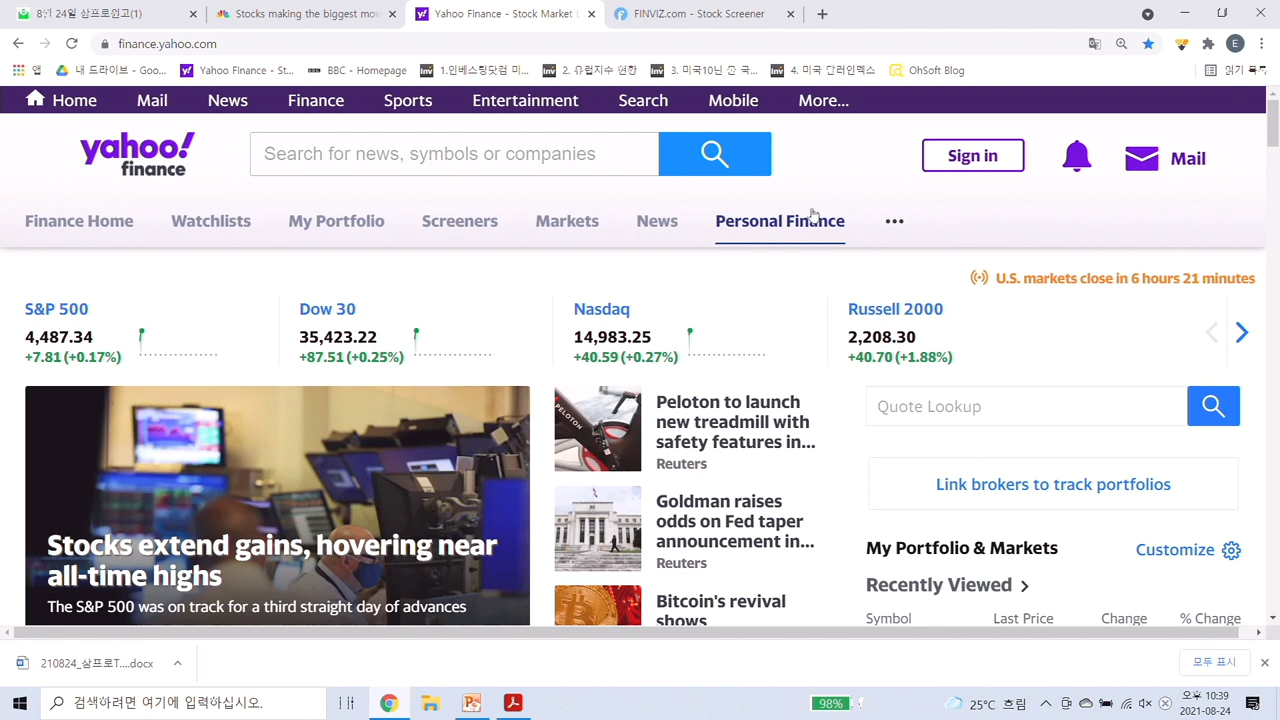 8월 24일 삼프로원고(1)
Stocks making the biggest mov
Yahoo Finance - Stock Market L
FINVIZ.com - Stock Screener
finance.yahoo.com
앱
내 드라이브 - Goo...
Yahoo Finance - St...
BBC - Homepage
1.인베스팅닷컴 미...
2. 유럽지수 현황
3. 미국10년 준 국...
4. 미국 달러인덱스
OhSoft Blog
읽기 목록
Home Mail News Finance Sports Entertainment Search Mobile More...
yahoo!
finance
Search for news, symbols or companies
Sign in
Mail
Finance Home Watchlists My Portfolio Screeners Markets News Personal Finance •••
U.S. markets close in 6 hours 21 minutes
S&P 500
4,487.34
+7.81 (+0.17%)
Dow 30
35,423.22
+87.51 (+0.25%)
Nasdaq
14,983.25
+40.59 (+0.27%)
Russell 2000
2,208.30
+40.70 (+1.88%)
Stocks extend gains, hovering near
all-time highs
The S&P 500 was on track for a third straight day of advances
PELOTON
Peloton to launch
new treadmill with
safety features in...
Reuters
Goldman raises
odds on Fed taper
announcement in...
Reuters
Bitcoin's revival
shows
Quote Lookup
Link brokers to track portfolios
My Portfolio & Markets
Customize
Recently Viewed
Symbol Last Price Change % Change
210824_삼프로T....docx
모두 표시
검색하려면 여기에 입력하십시오.
98%
25°C 흐림
오후 10:39
2021-08-24